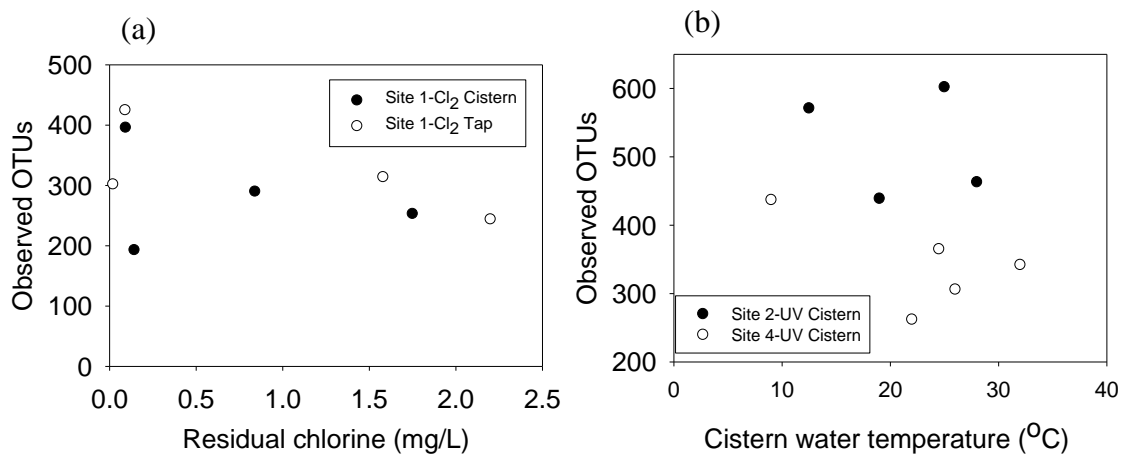 (a)
500
400
300
200
100
0
Observed OTUs
Site 1-Cl2 Cistern
Site 1-Cl2 Tap
0.0 0.5 1.0 1.5 2.0 2.5
Residual chlorine (mg/L)
(b)
600
500
400
300
200
Observed OTUs
Site 2-UV Cistern
Site 4-UV Cistern
0 10 20 30 40
Cistern water temperature (oC)